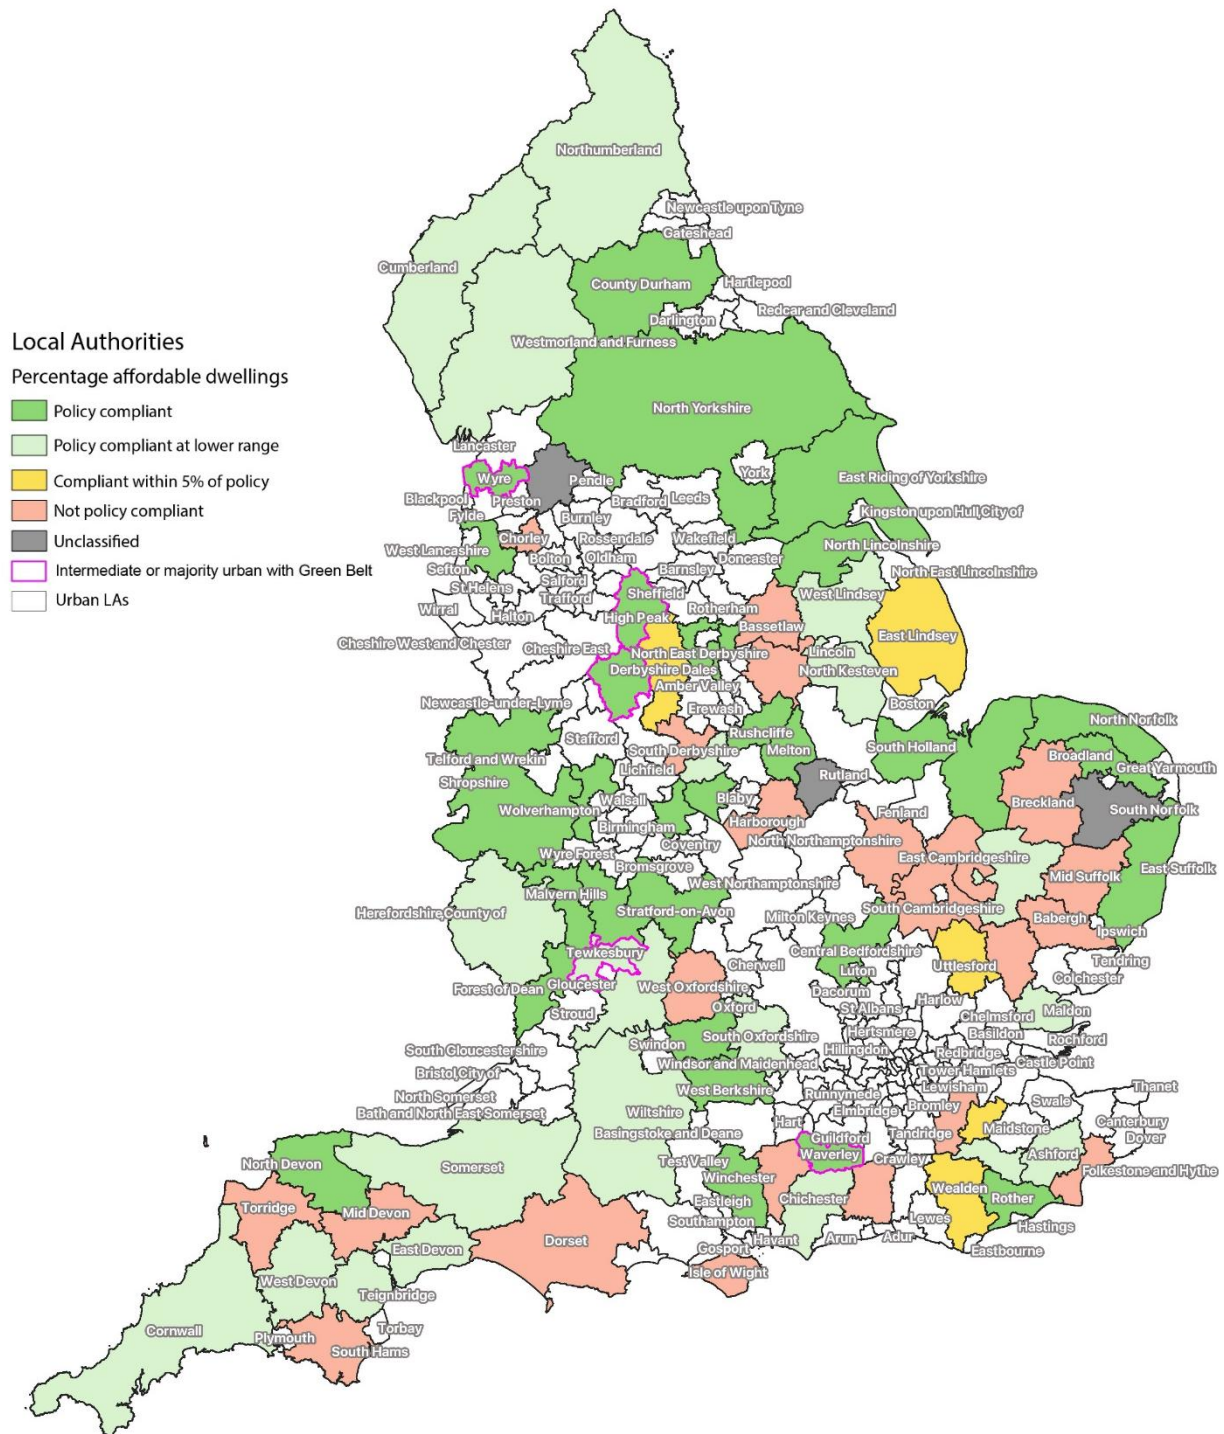 Northumberland
Newcastle upon Tyne
Gateshead
Cumberland
County Durham
Hartlepool
Redcar and Cleveland
Darlington
Local Authorities
Westmorland and Furness
Percentage affordable dwellings
Policy compliant
North Yorkshire
Policy compliant at lower range
Lancaster
York
Compliant within 5% of policy
Wyre
Pendle
East Riding of Yorkshire
Blackpool
Preston
Bradford
Leeds
Not policy compliant
Fylde
Burnley
Kingston upon Hull,City of
Chorley
Rossendale
Wakefield
Unclassified
West Lancashire
Bolton
Oldham
Doncaster
North Lincolnshire
Intermediate or majority urban with Green Belt
Sefton
Salford
Barnsley
North East Lincolnshire
St.Helens
Trafford
Sheffield
West Lindsey
Urban LAs
Wirral
Halton
High Peak
Rotherham
Bassetlaw
East Lindsey
Cheshire West and Chester
Cheshire East
North East Derbyshire
Lincoln
Derbyshire Dales
North Kesteven
Amber Valley
Newcastle-under-Lyme
Erewash
Boston
North Norfolk
Stafford
Rushcliffe
Telford and Wrekin
South Derbyshire
Melton
South Holland
Broadland
Great Yarmouth
Shropshire
Lichfield
Rutland
Walsall
Blaby
Breckland
South Norfolk
Wolverhampton
Fenland
Birmingham
Harborough
Coventry
North Northamptonshire
Wyre Forest
Bromsgrove
East Cambridgeshire
East Suffolk
West Northamptonshire
Mid Suffolk
Malvern Hills
Herefordshire,County of
Stratford-on-Avon
Milton Keynes
South Cambridgeshire
Babergh
Ipswich
Tewkesbury
Cherwell
Central Bedfordshire
Uttlesford
Tendring
Luton
Colchester
Forest of Dean
Gloucester
West Oxfordshire
Dacorum
Harlow
Stroud
Oxford
St Albans
Chelmsford
Maldon
South Gloucestershire
Swindon
South Oxfordshire
Hertsmere
Basildon
Rochford
Hillingdon
Redbridge
Castle Point
Bristol,City of
Windsor and Maidenhead
Tower Hamlets
North Somerset
West Berkshire
Runnymede
Lewisham
Thanet
Bath and North East Somerset
Wiltshire
Hart
Elmbridge
Bromley
Swale
Canterbury
Basingstoke and Deane
Guildford
Tandridge
Maidstone
Dover
North Devon
Somerset
Test Valley
Waverley
Crawley
Ashford
Winchester
Folkestone and Hythe
Torridge
Mid Devon
Eastleigh
Chichester
Wealden
Rother
Southampton
Lewes
Hastings
Dorset
Havant
Arun
Adur
East Devon
Gosport
Eastbourne
West Devon
Isle of Wight
Teignbridge
Cornwall
Torbay
Plymouth
South Hams